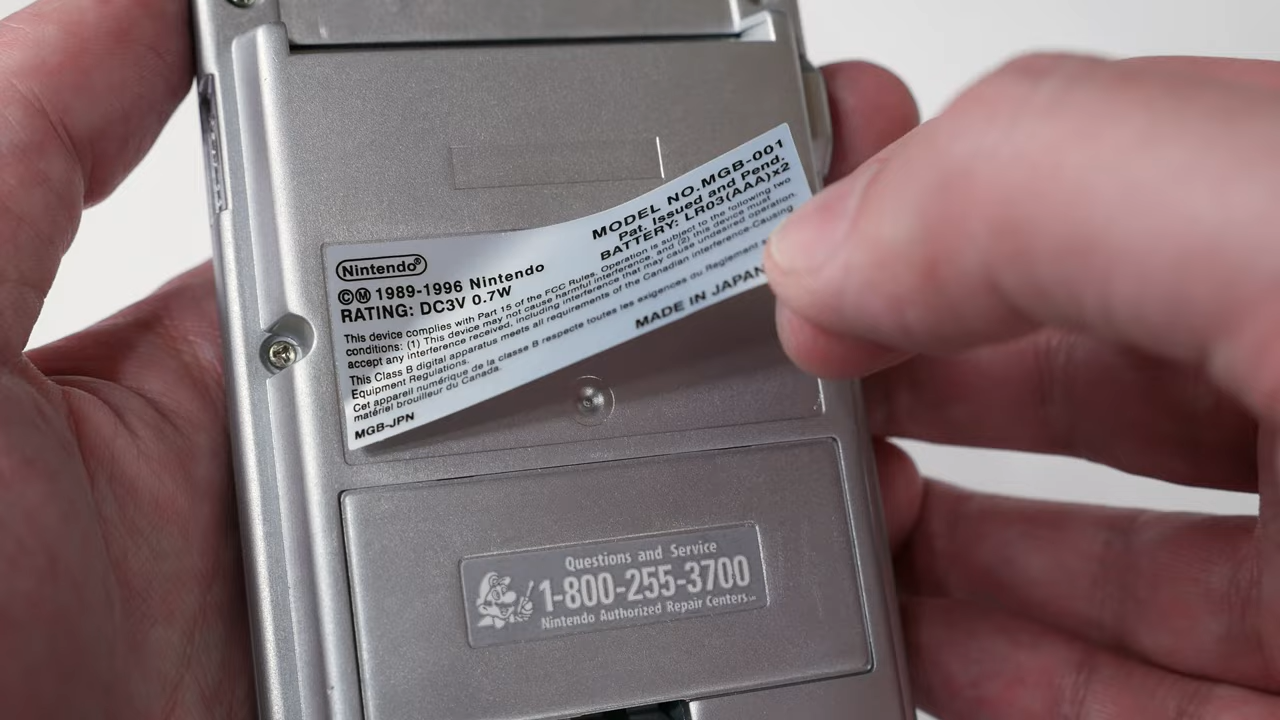 Nintendo®
©Ⓜ 1989-1996 Nintendo
RATING: DC3V 0.7W
MODEL NO.MGB-001
Pat. Issued and Pend.
BATTERY: LR03(AAA)x2
This device complies with Part 15 of the FCC Rules. Operation is subject to the following two
conditions: (1) This device may not cause harmful interference, and (2) this device must
accept any interference received, including interference that may cause undesired operation.
This Class B digital apparatus meets all requirements of the Canadian Interference-Causing
Equipment Regulations.
Cet appareil numérique de la classe B respecte toutes les exigences du Règlement
matériel brouilleur du Canada.
MGB-JPN
MADE IN JAPAN
Questions and Service
1-800-255-3700
Nintendo Authorized Repair Centers